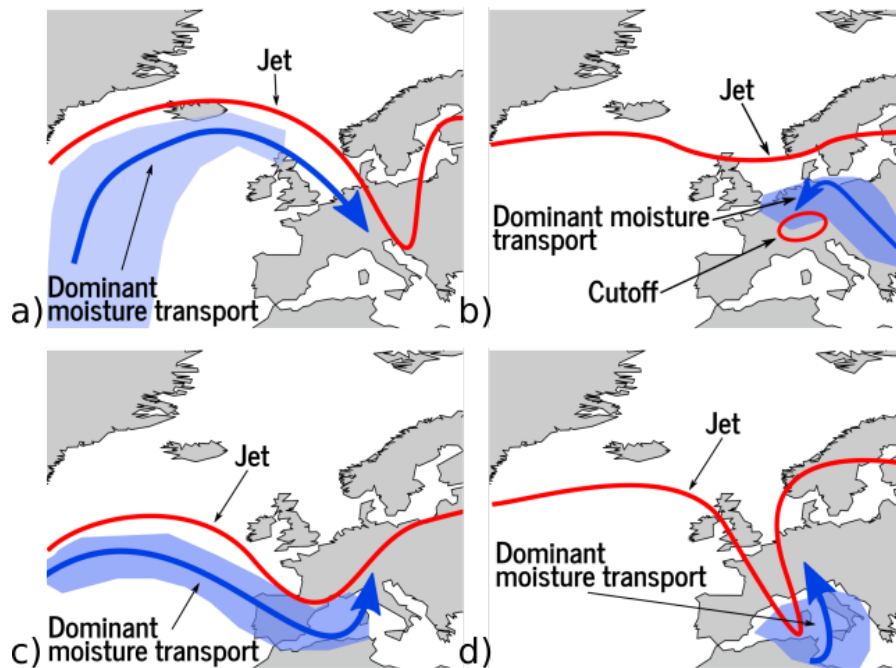 Jet
Dominant
moisture transport
a)
Jet
Dominant moisture
transport
Cutoff
b)
Jet
Dominant
moisture transport
c)
Jet
Dominant
moisture transport
d)